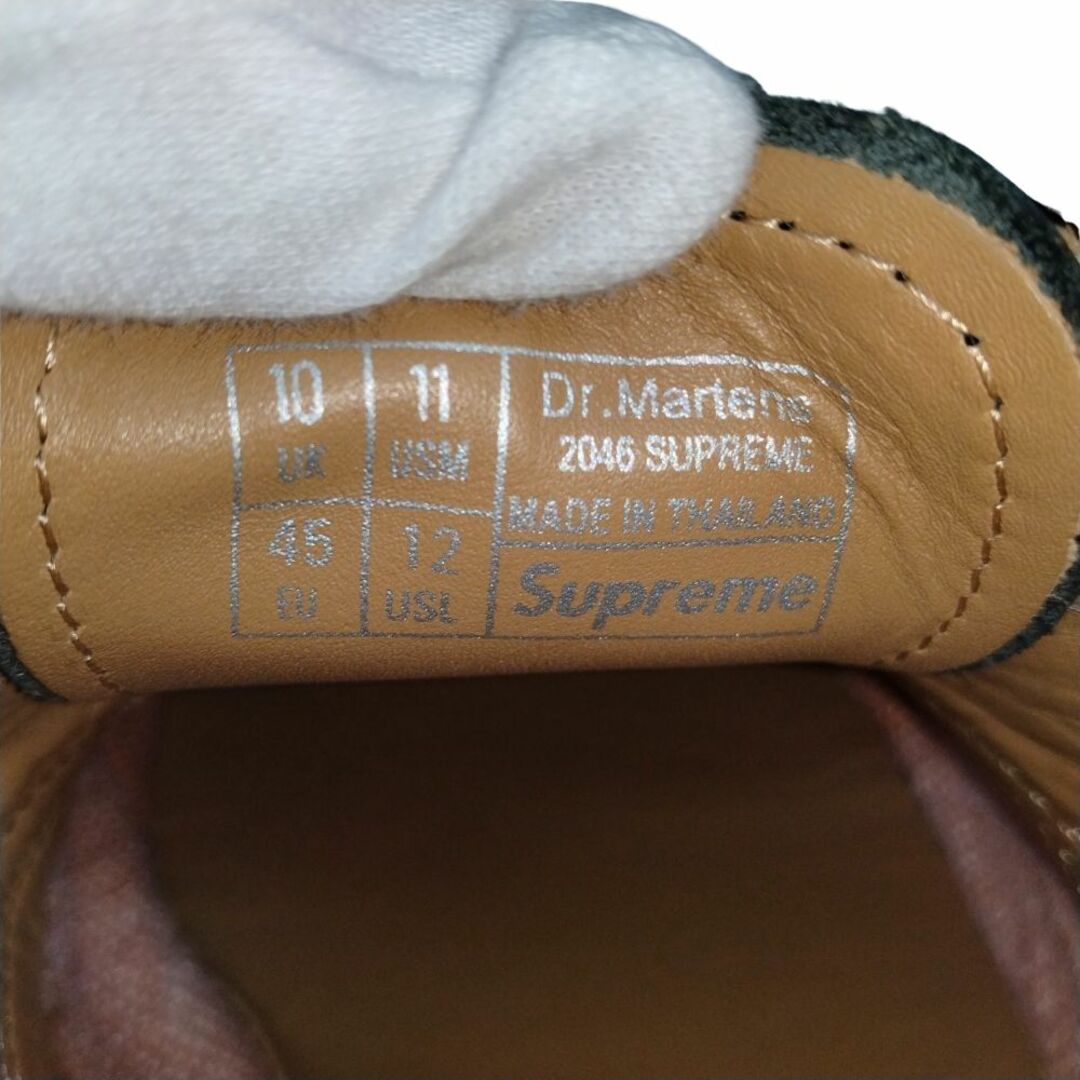 10
UK
11
USM
45
EU
12
USL
Dr.Martens
2046 SUPREME
MADE IN THAILAND
Supreme